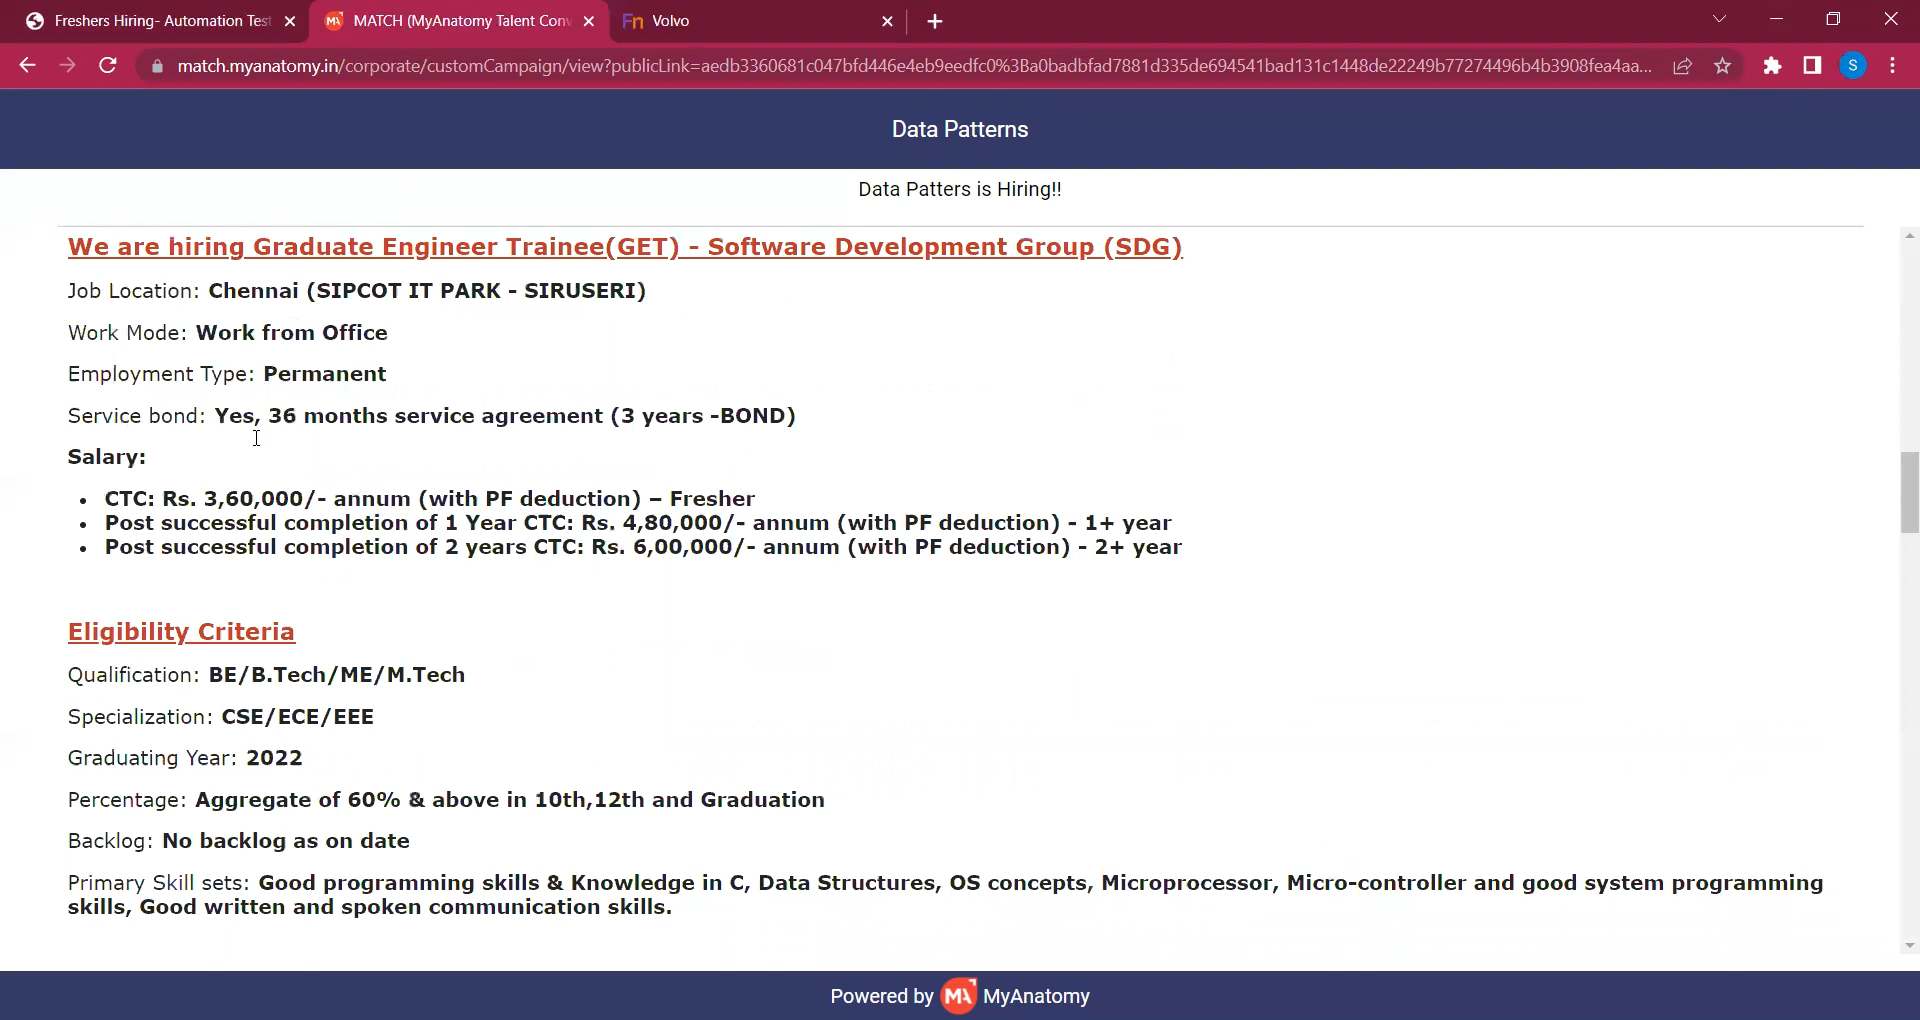 Freshers Hiring- Automation Test
MATCH (MyAnatomy Talent Conv
Fn Volvo
match.myanatomy.in/corporate/customCampaign/view?publicLink=aedb3360681c047bfd446e4eb9eedfc0%3Ba0badbfad7881d335de694541bad131c1448de22249b77274496b4b3908fea4aa...
S
Data Patterns
Data Patters is Hiring!!
We are hiring Graduate Engineer Trainee(GET) - Software Development Group (SDG)
Job Location: Chennai (SIPCOT IT PARK - SIRUSERI)
Work Mode: Work from Office
Employment Type: Permanent
Service bond: Yes, 36 months service agreement (3 years -BOND)
Salary:
• CTC: Rs. 3,60,000/- annum (with PF deduction) – Fresher
• Post successful completion of 1 Year CTC: Rs. 4,80,000/- annum (with PF deduction) - 1+ year
• Post successful completion of 2 years CTC: Rs. 6,00,000/- annum (with PF deduction) - 2+ year
Eligibility Criteria
Qualification: BE/B.Tech/ME/M.Tech
Specialization: CSE/ECE/EEE
Graduating Year: 2022
Percentage: Aggregate of 60% & above in 10th,12th and Graduation
Backlog: No backlog as on date
Primary Skill sets: Good programming skills & Knowledge in C, Data Structures, OS concepts, Microprocessor, Micro-controller and good system programming
skills, Good written and spoken communication skills.
Powered by MA MyAnatomy